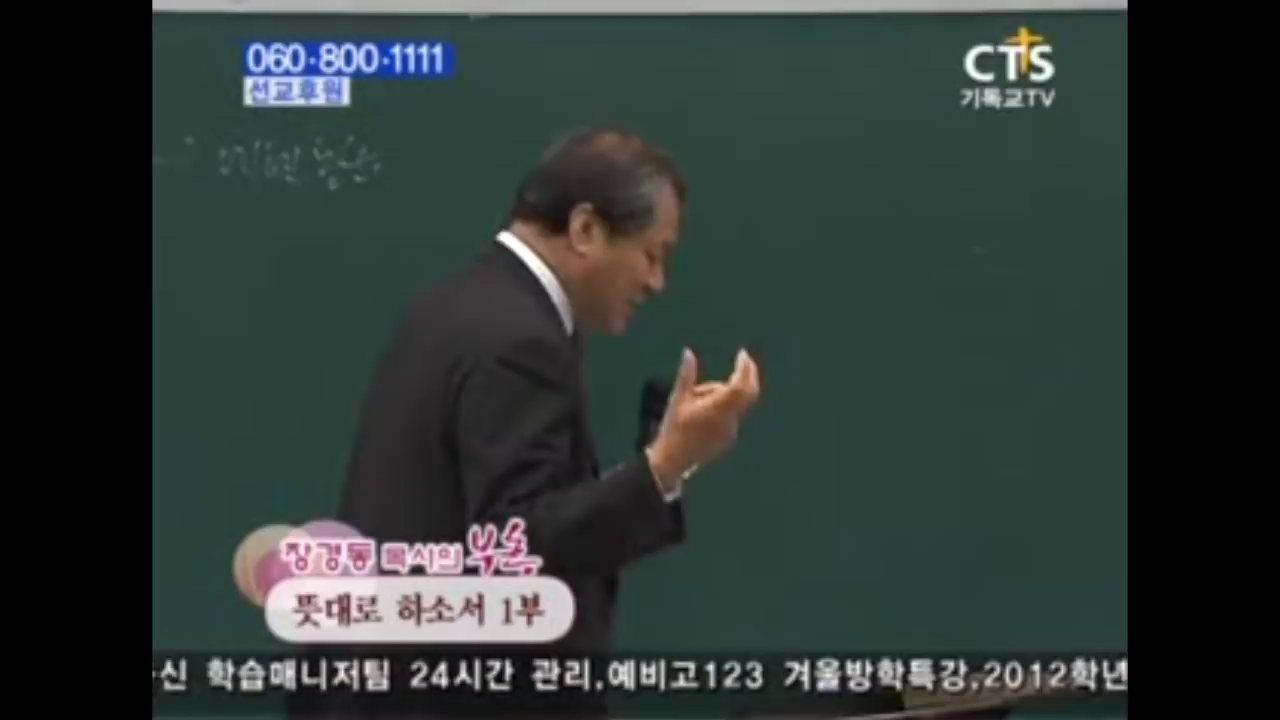 060·800·1111
선교후원
CTS
기독교TV
장경동 목사의
뜻대로 하소서 1부
신 학습매니저팀 24시간 관리,예비고123 겨울방학특강,2012학년